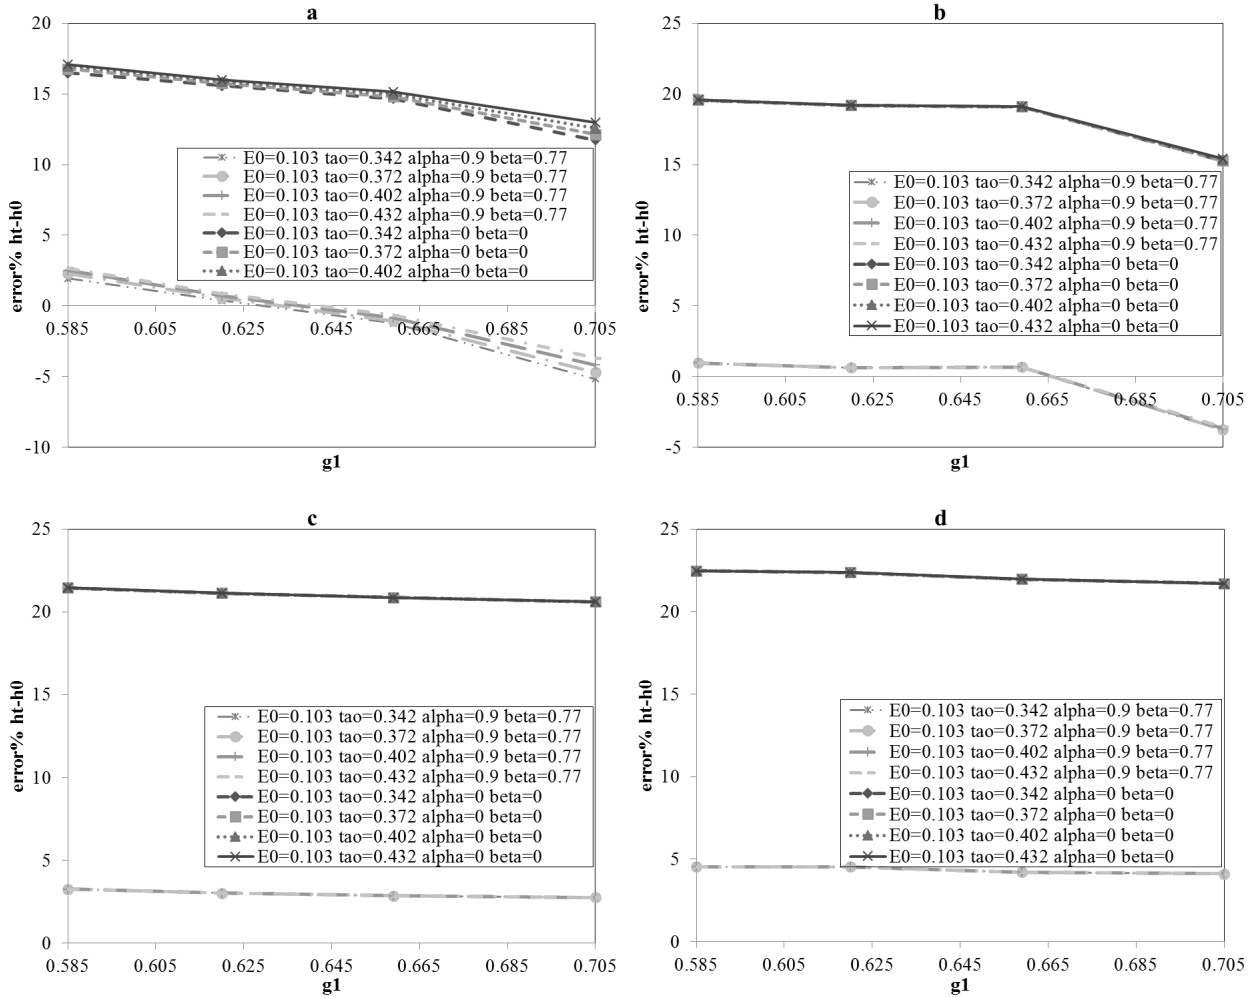 a
20
15
10
5
0
-5
-10
error% ht-h0
E0=0.103 tao=0.342 alpha=0.9 beta=0.77
E0=0.103 tao=0.372 alpha=0.9 beta=0.77
E0=0.103 tao=0.402 alpha=0.9 beta=0.77
E0=0.103 tao=0.432 alpha=0.9 beta=0.77
E0=0.103 tao=0.342 alpha=0 beta=0
E0=0.103 tao=0.372 alpha=0 beta=0
E0=0.103 tao=0.402 alpha=0 beta=0
0.585 0.605 0.625 0.645 0.665 0.685 0.705
g1
b
25
20
15
10
5
0
-5
error% ht-h0
E0=0.103 tao=0.342 alpha=0.9 beta=0.77
E0=0.103 tao=0.372 alpha=0.9 beta=0.77
E0=0.103 tao=0.402 alpha=0.9 beta=0.77
E0=0.103 tao=0.432 alpha=0.9 beta=0.77
E0=0.103 tao=0.342 alpha=0 beta=0
E0=0.103 tao=0.372 alpha=0 beta=0
E0=0.103 tao=0.402 alpha=0 beta=0
E0=0.103 tao=0.432 alpha=0 beta=0
0.585 0.605 0.625 0.645 0.665 0.685 0.705
g1
c
25
20
15
10
5
0
error% ht-h0
E0=0.103 tao=0.342 alpha=0.9 beta=0.77
E0=0.103 tao=0.372 alpha=0.9 beta=0.77
E0=0.103 tao=0.402 alpha=0.9 beta=0.77
E0=0.103 tao=0.432 alpha=0.9 beta=0.77
E0=0.103 tao=0.342 alpha=0 beta=0
E0=0.103 tao=0.372 alpha=0 beta=0
E0=0.103 tao=0.402 alpha=0 beta=0
E0=0.103 tao=0.432 alpha=0 beta=0
0.585 0.605 0.625 0.645 0.665 0.685 0.705
g1
d
25
20
15
10
5
0
error% ht-h0
E0=0.103 tao=0.342 alpha=0.9 beta=0.77
E0=0.103 tao=0.372 alpha=0.9 beta=0.77
E0=0.103 tao=0.402 alpha=0.9 beta=0.77
E0=0.103 tao=0.432 alpha=0.9 beta=0.77
E0=0.103 tao=0.342 alpha=0 beta=0
E0=0.103 tao=0.372 alpha=0 beta=0
E0=0.103 tao=0.402 alpha=0 beta=0
E0=0.103 tao=0.432 alpha=0 beta=0
0.585 0.605 0.625 0.645 0.665 0.685 0.705
g1